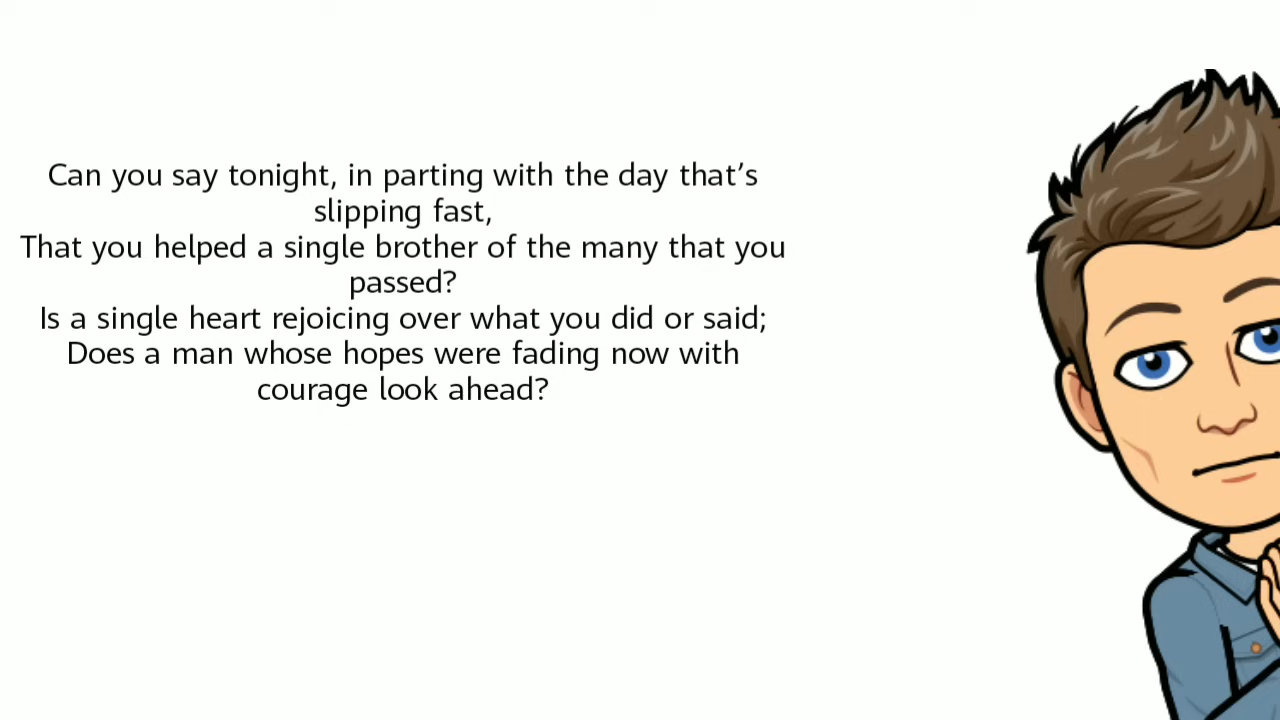 Can you say tonight, in parting with the day that’s
slipping fast,
That you helped a single brother of the many that you
passed?
Is a single heart rejoicing over what you did or said;
Does a man whose hopes were fading now with
courage look ahead?